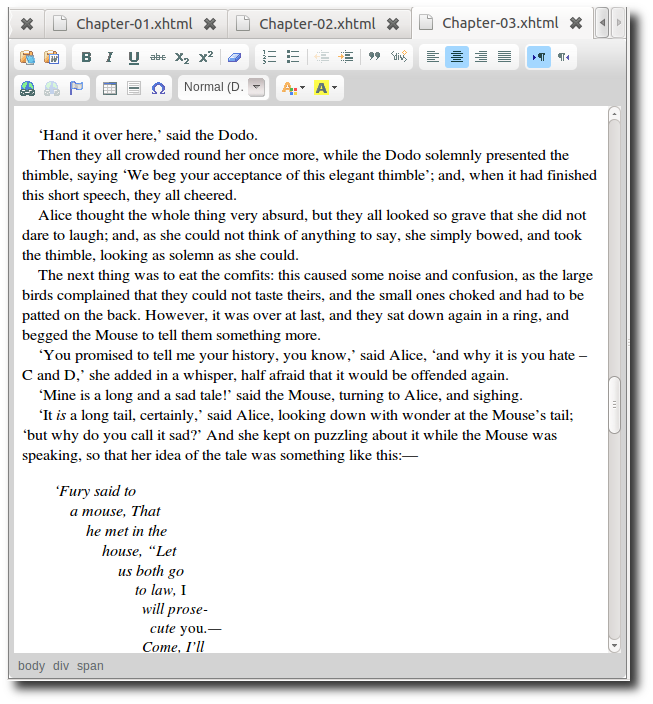 Chapter-01.xhtml Chapter-02.xhtml Chapter-03.xhtml
B I U abc X2 X2 ” 'div'
Normal (D. A A
‘Hand it over here,’ said the Dodo.
Then they all crowded round her once more, while the Dodo solemnly presented the
thimble, saying ‘We beg your acceptance of this elegant thimble’; and, when it had finished
this short speech, they all cheered.
Alice thought the whole thing very absurd, but they all looked so grave that she did not
dare to laugh; and, as she could not think of anything to say, she simply bowed, and took
the thimble, looking as solemn as she could.
The next thing was to eat the comfits: this caused some noise and confusion, as the large
birds complained that they could not taste theirs, and the small ones choked and had to be
patted on the back. However, it was over at last, and they sat down again in a ring, and
begged the Mouse to tell them something more.
‘You promised to tell me your history, you know,’ said Alice, ‘and why it is you hate –
C and D,’ she added in a whisper, half afraid that it would be offended again.
‘Mine is a long and a sad tale!’ said the Mouse, turning to Alice, and sighing.
‘It is a long tail, certainly,’ said Alice, looking down with wonder at the Mouse’s tail;
‘but why do you call it sad?’ And she kept on puzzling about it while the Mouse was
speaking, so that her idea of the tale was something like this:—
‘Fury said to
a mouse, That
he met in the
house, “Let
us both go
to law, I
will prose-
cute you.—
Come, I’ll
body div span